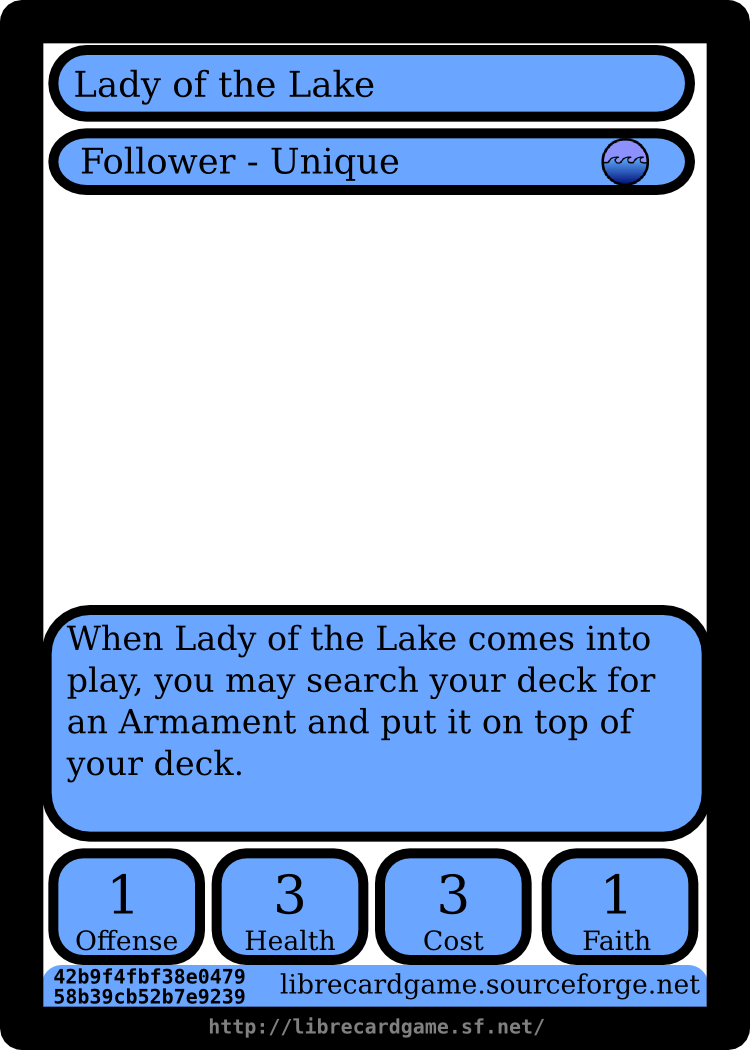 Lady of the Lake
Follower - Unique
When Lady of the Lake comes into
play, you may search your deck for
an Armament and put it on top of
your deck.
1
Offense
3
Health
3
Cost
1
Faith
42b9f4fbf38e0479
58b39cb52b7e9239
librecardgame.sourceforge.net
http://librecardgame.sf.net/